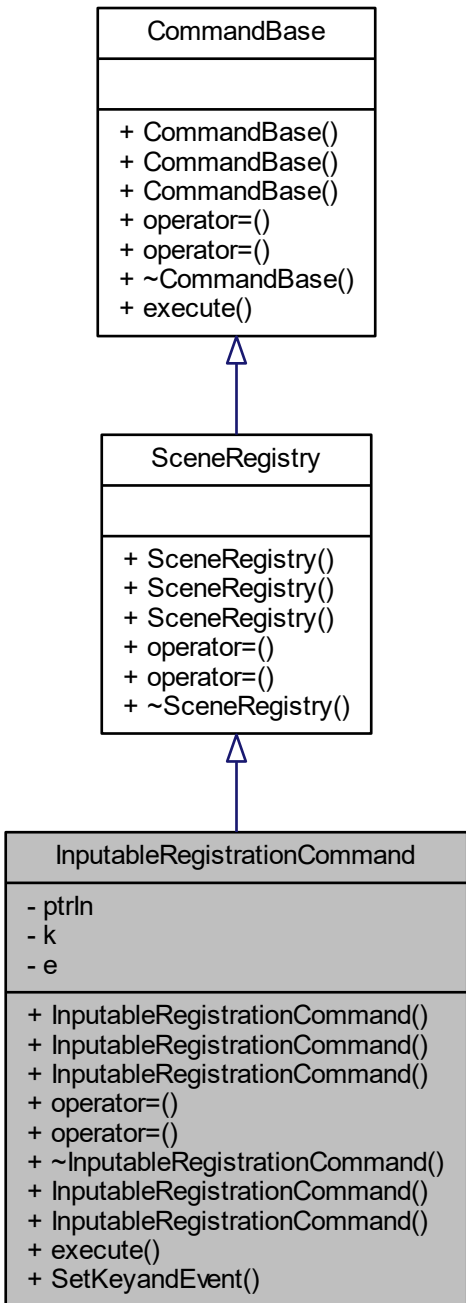 CommandBase
+ CommandBase()
+ CommandBase()
+ CommandBase()
+ operator=()
+ operator=()
+ ~CommandBase()
+ execute()
SceneRegistry
+ SceneRegistry()
+ SceneRegistry()
+ SceneRegistry()
+ operator=()
+ operator=()
+ ~SceneRegistry()
InputableRegistrationCommand
- ptrIn
- k
- e
+ InputableRegistrationCommand()
+ InputableRegistrationCommand()
+ InputableRegistrationCommand()
+ operator=()
+ operator=()
+ ~InputableRegistrationCommand()
+ InputableRegistrationCommand()
+ InputableRegistrationCommand()
+ execute()
+ SetKeyandEvent()